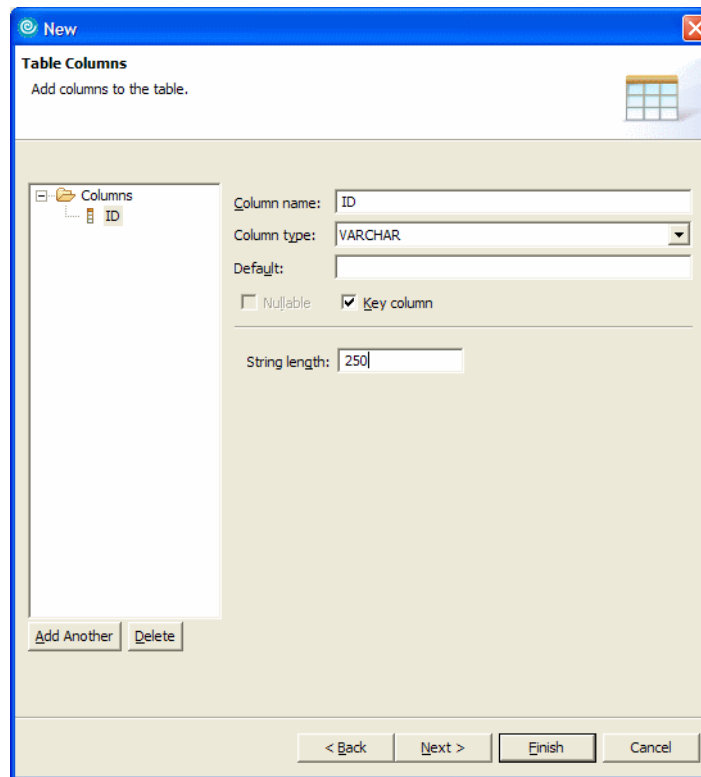 New
Table Columns
Add columns to the table.
Columns
ID
Column name: ID
Column type: VARCHAR
Default:
Nullable Key column
String length: 250
Add Another Delete
< Back Next > Finish Cancel